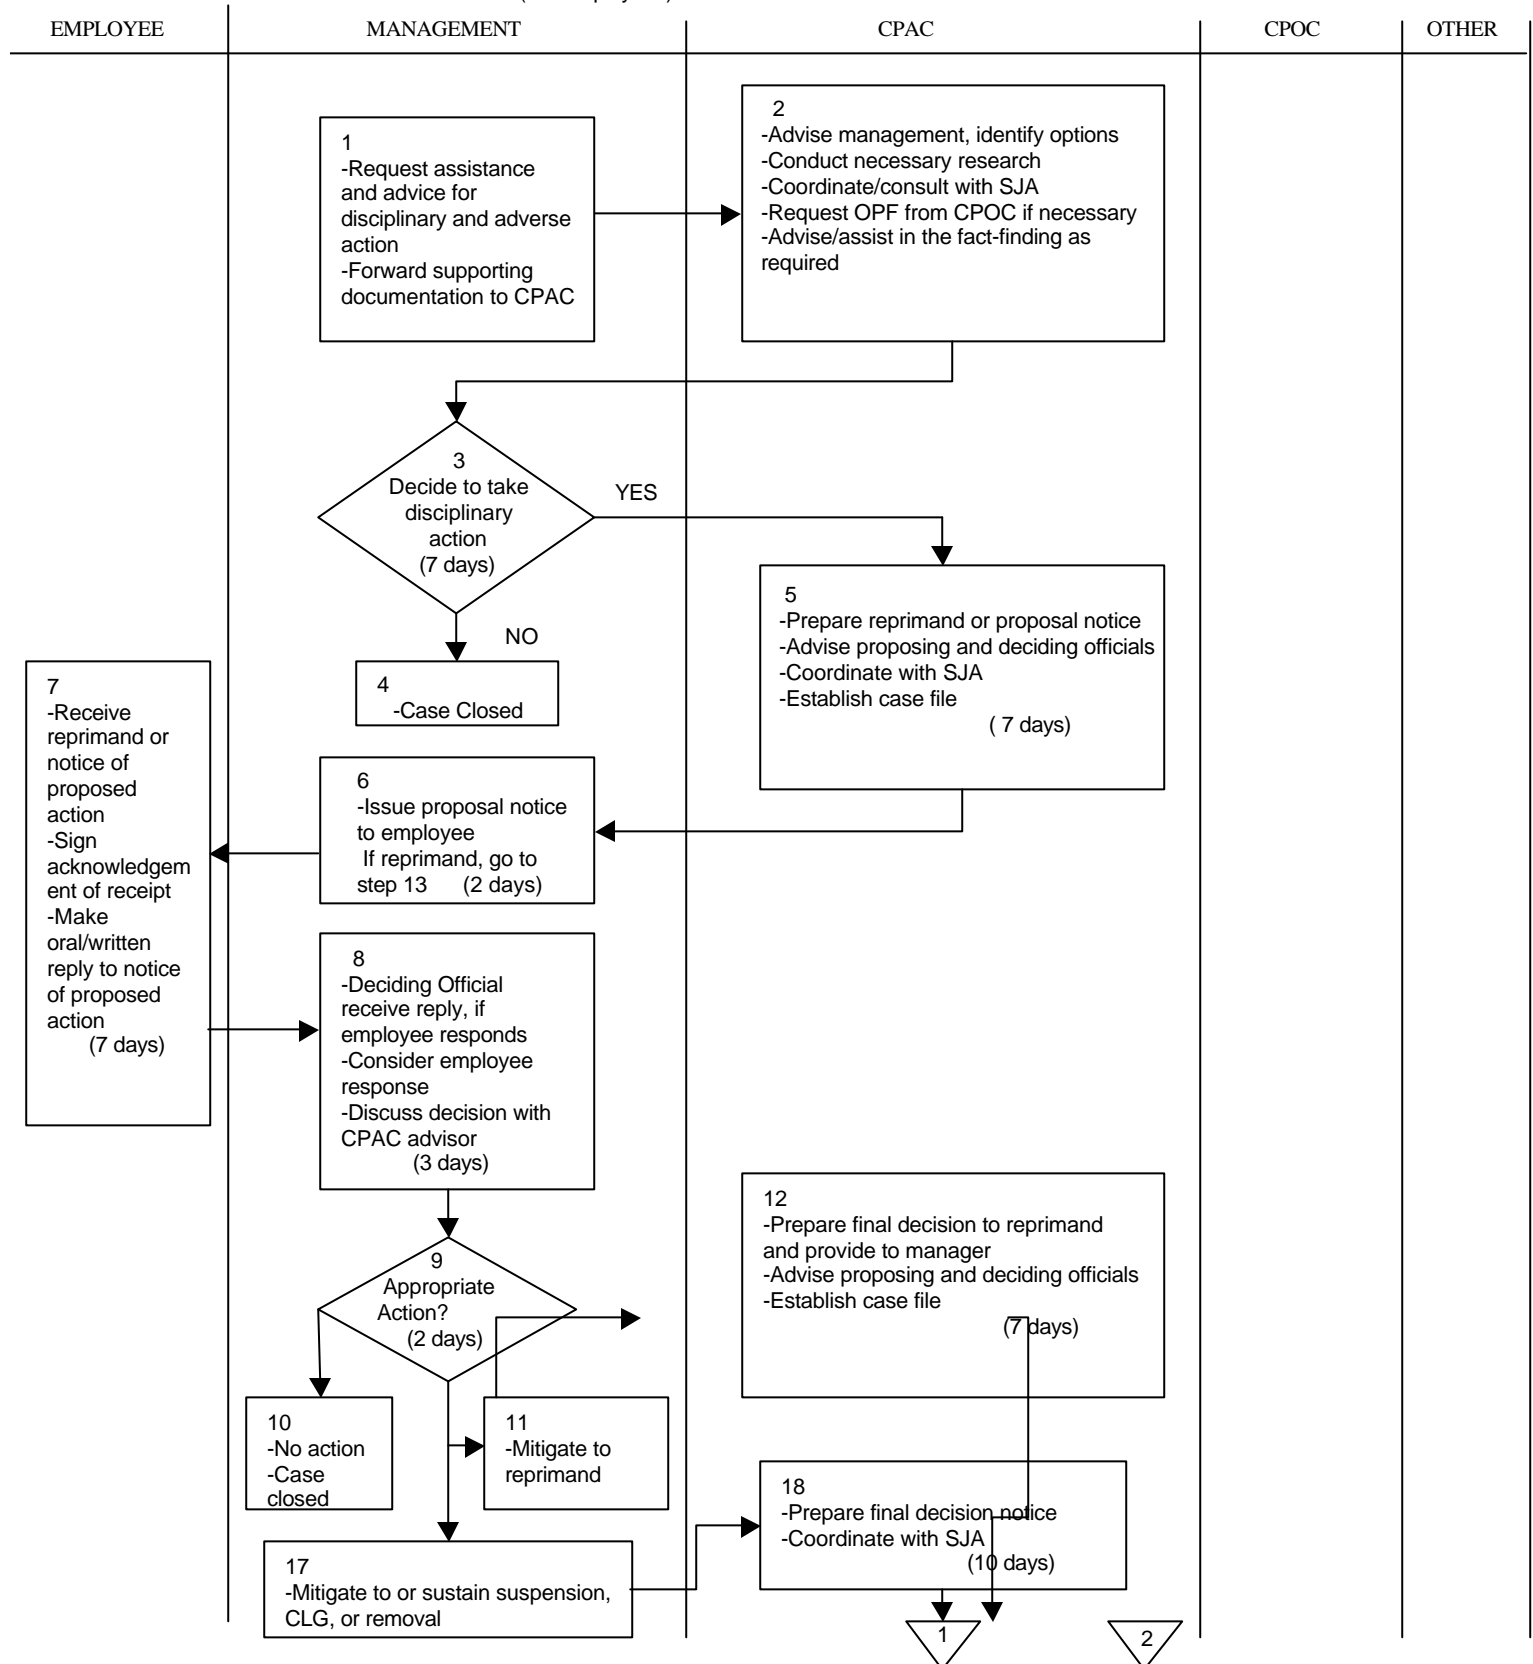 EMPLOYEE
MANAGEMENT
CPAC
CPOC
OTHER
1
-Request assistance
and advice for
disciplinary and adverse
action
-Forward supporting
documentation to CPAC
2
-Advise management, identify options
-Conduct necessary research
-Coordinate/consult with SJA
-Request OPF from CPOC if necessary
-Advise/assist in the fact-finding as
required
3
Decide to take
disciplinary
action
(7 days)
YES
NO
4
-Case Closed
5
-Prepare reprimand or proposal notice
-Advise proposing and deciding officials
-Coordinate with SJA
-Establish case file
( 7 days)
6
-Issue proposal notice
to employee
If reprimand, go to
step 13 (2 days)
7
-Receive
reprimand or
notice of
proposed
action
-Sign
acknowledgem
ent of receipt
-Make
oral/written
reply to notice
of proposed
action
(7 days)
8
-Deciding Official
receive reply, if
employee responds
-Consider employee
response
-Discuss decision with
CPAC advisor
(3 days)
9
Appropriate
Action?
(2 days)
10
-No action
-Case
closed
11
-Mitigate to
reprimand
12
-Prepare final decision to reprimand
and provide to manager
-Advise proposing and deciding officials
-Establish case file
(7 days)
17
-Mitigate to or sustain suspension,
CLG, or removal
18
-Prepare final decision notice
-Coordinate with SJA
(10 days)
1
2